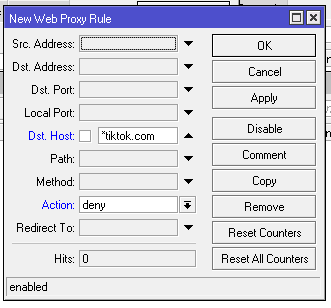 New Web Proxy Rule
Src. Address:
OK
Dst. Address:
Cancel
Dst. Port:
Apply
Local Port:
Dst. Host: *tiktok.com
Disable
Path:
Comment
Method:
Copy
Action: deny
Remove
Redirect To:
Reset Counters
Hits: 0
Reset All Counters
enabled